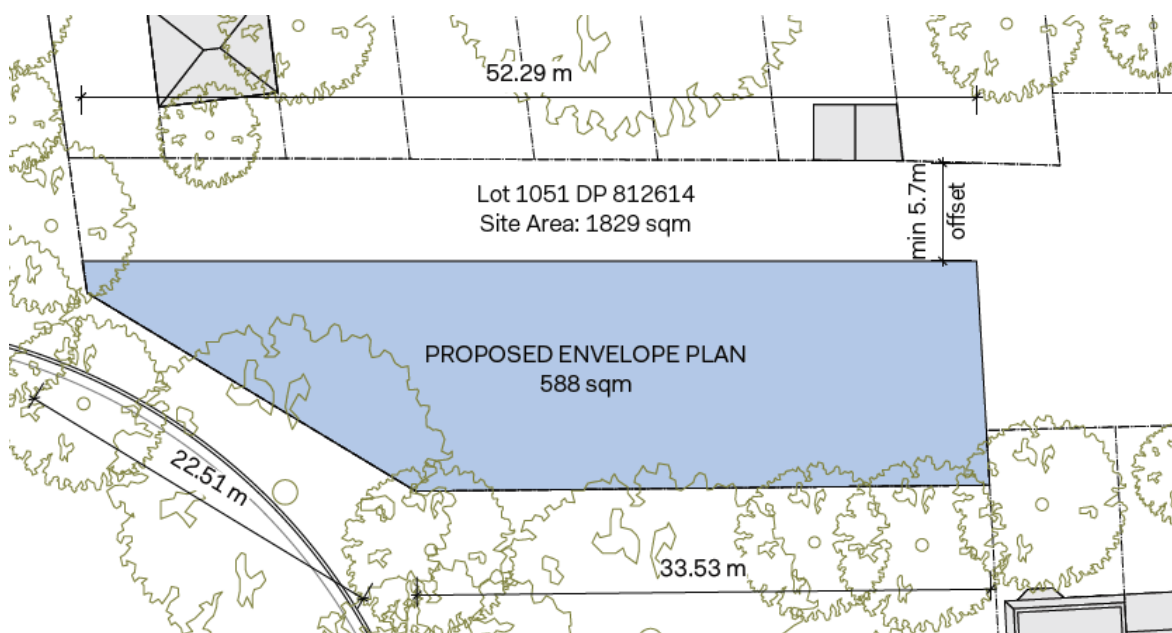 52.29 m
Lot 1051 DP 812614
Site Area: 1829 sqm
min 5.7m
offset
PROPOSED ENVELOPE PLAN
588 sqm
22.51 m
33.53 m